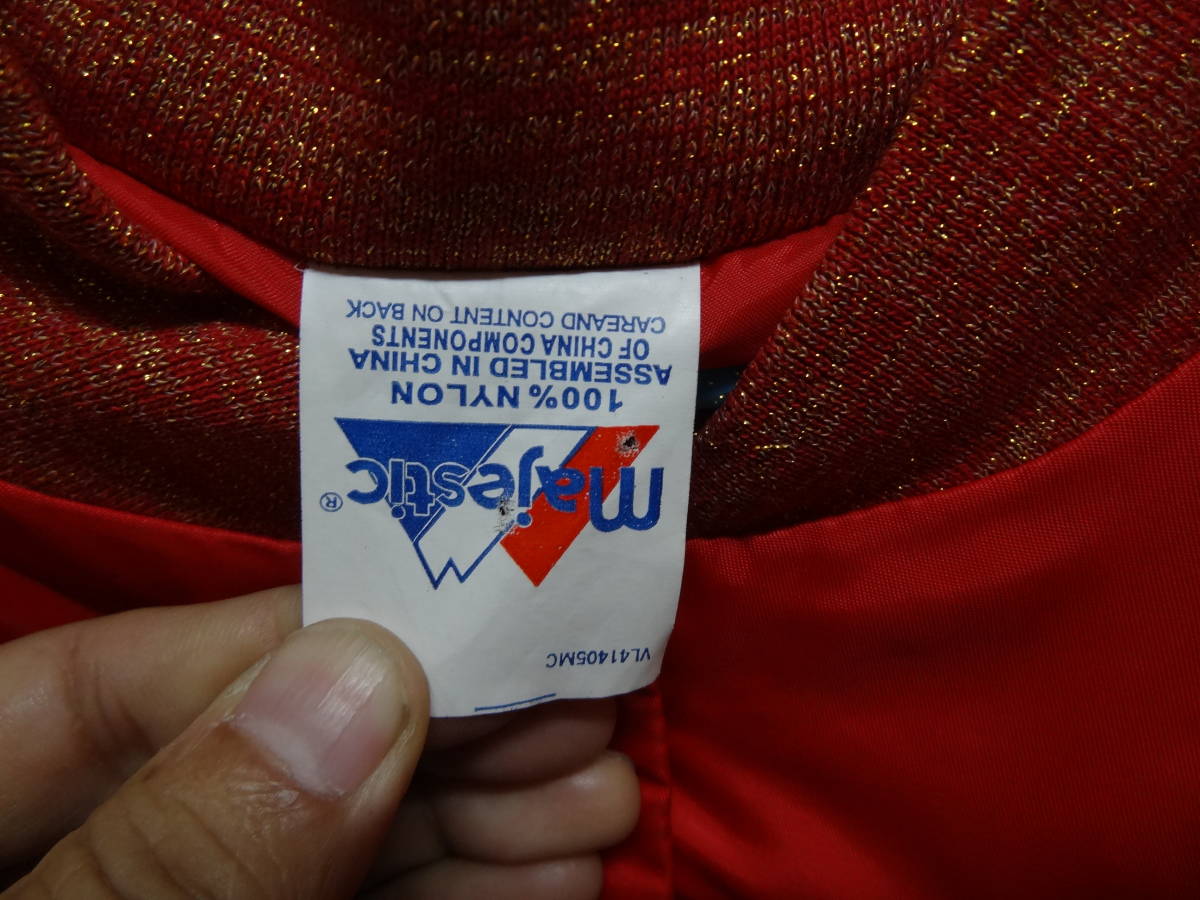 VL41405MC
majestic®
100% NYLON
ASSEMBLED IN CHINA
OF CHINA COMPONENTS
CAREAND CONTENT ON BACK